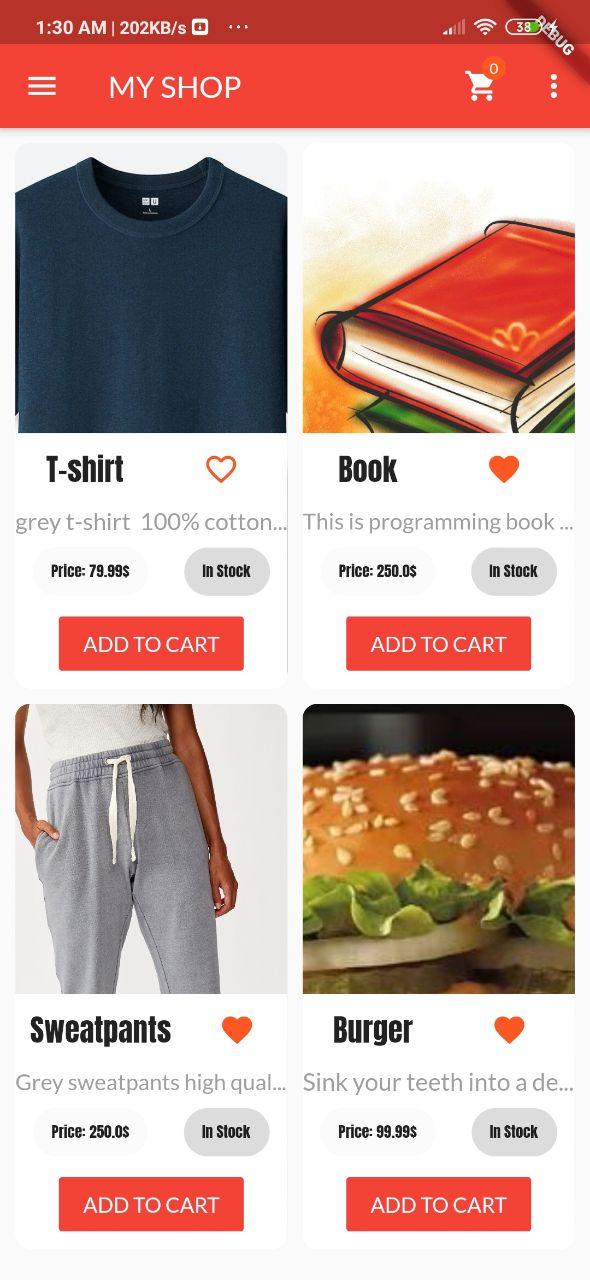 1:30 AM | 202KB/s ...
38
DEBUG
MY SHOP
0
T-shirt
Book
grey t-shirt 100% cotton...
This is programming book ...
Price: 79.99$
In Stock
Price: 250.0$
In Stock
ADD TO CART
ADD TO CART
Sweatpants
Burger
Grey sweatpants high qual...
Sink your teeth into a de...
Price: 250.0$
In Stock
Price: 99.99$
In Stock
ADD TO CART
ADD TO CART